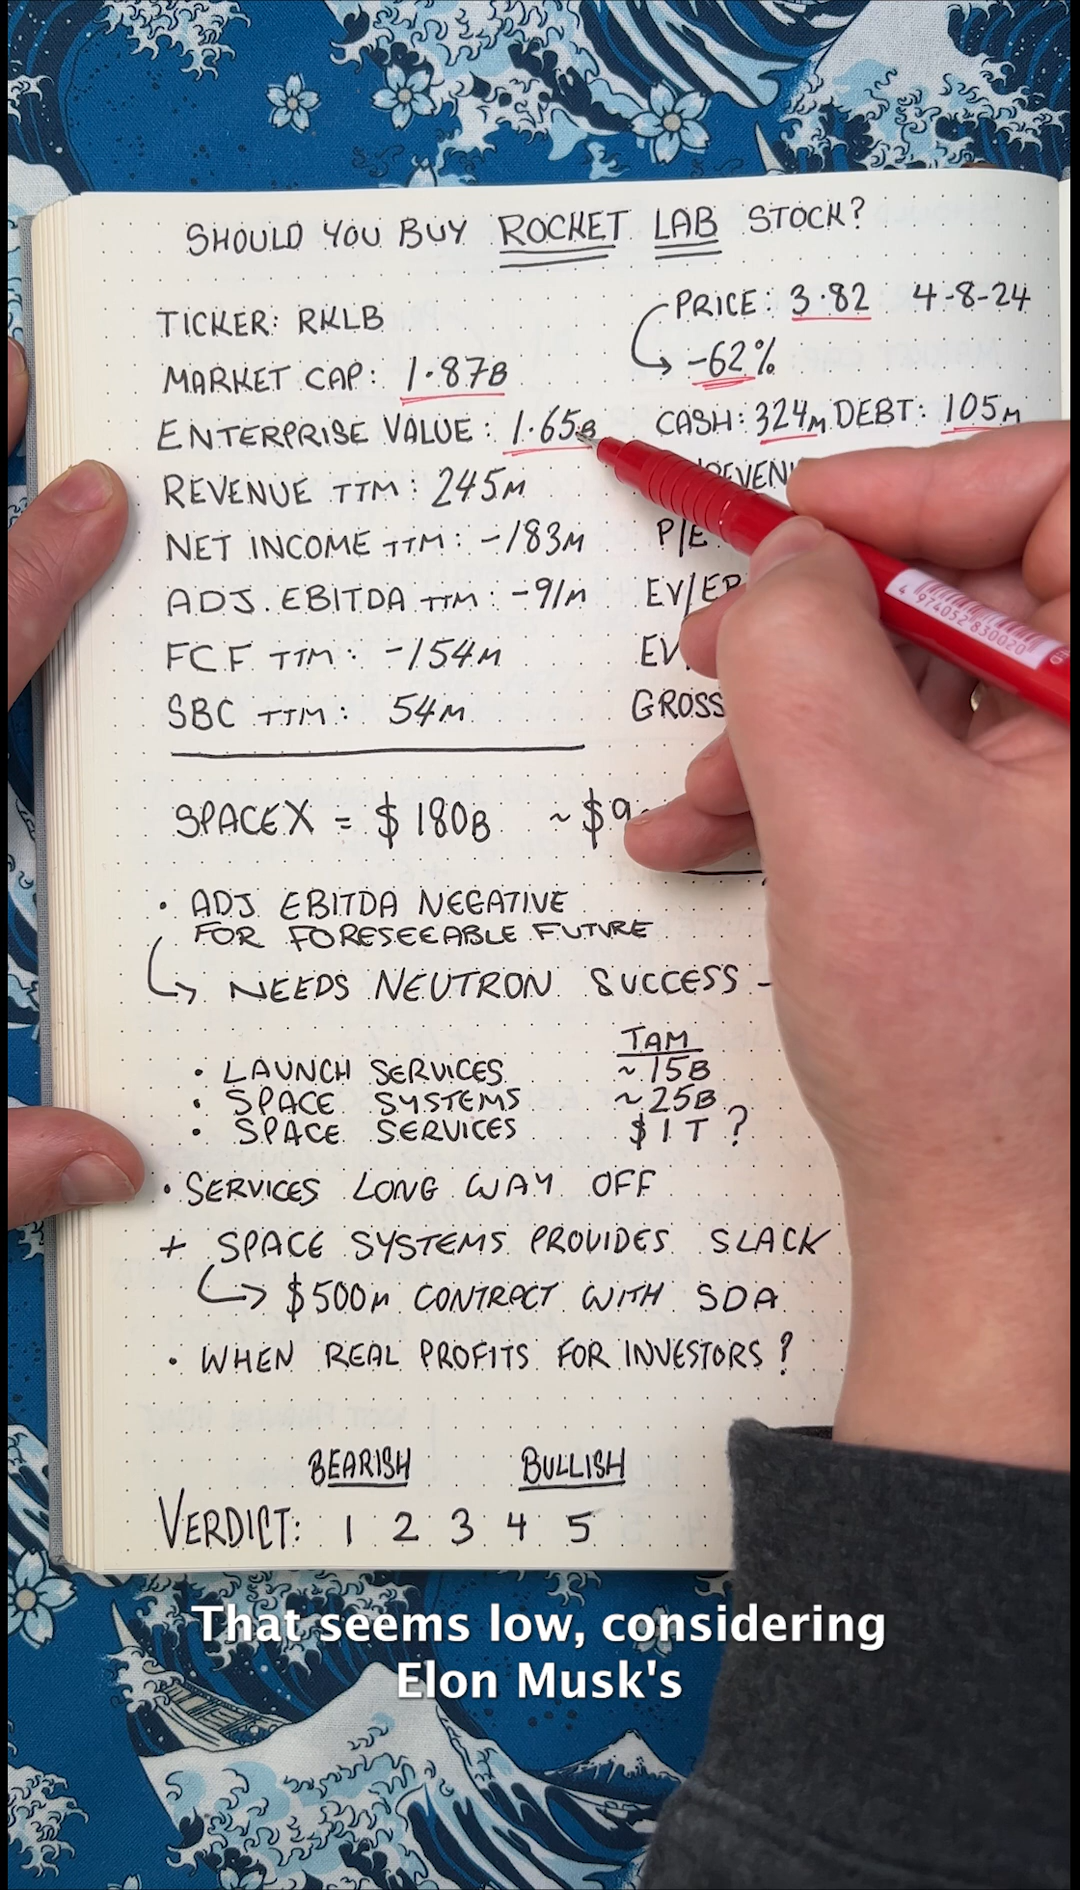 SHOULD YOU BUY ROCKET LAB STOCK?
TICKER: RKLB
PRICE: 3.82 4-8-24
MARKET CAP: 1.87B
-62%
ENTERPRISE VALUE: 1.65B
CASH: 324M DEBT: 105M
REVENUE TTM: 245M
NET INCOME TTM: -183M
P/E
ADJ. EBITDA TTM: -91M
FCF TTM: -154M
EV
SBC TTM: 54M
GROSS
SPACEX = $180B ~$9
• ADJ EBITDA NEGATIVE
FOR FORESEEABLE FUTURE
→ NEEDS NEUTRON SUCCESS -
TAM
• LAUNCH SERVICES ~15B
• SPACE SYSTEMS ~25B
• SPACE SERVICES $1T?
• SERVICES LONG WAY OFF
+ SPACE SYSTEMS PROVIDES SLACK
→ $500M CONTRACT WITH SDA
• WHEN REAL PROFITS FOR INVESTORS?
BEARISH BULLISH
VERDICT: 1 2 3 4 5
4 974052 830020
That seems low, considering
Elon Musk's